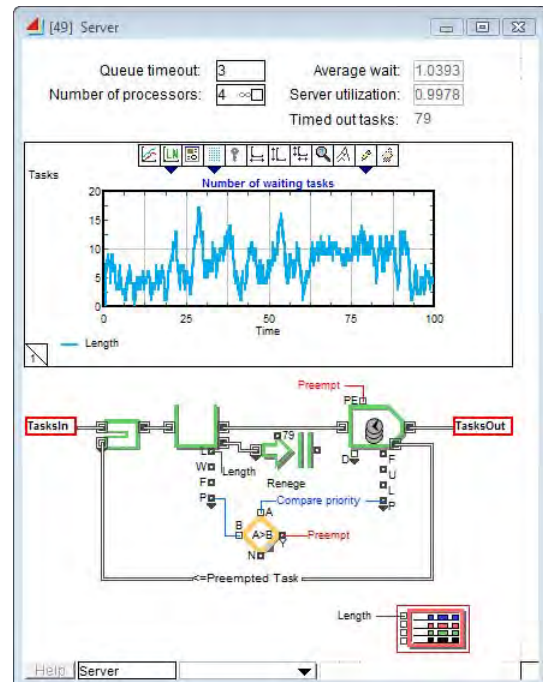 [49] Server
Queue timeout: 3 Average wait: 1.0393
Number of processors: 4 Server utilization: 0.9978
Timed out tasks: 79
LN
Tasks
Number of waiting tasks
20
15
10
5
0
0 25 50 75 100
Time
Length
1
Preempt
PE
TasksIn
TasksOut
79
L
Length
W
F
P
Renege
D
F
U
L
P
Compare priority
A
B
A>B
Y
Preempt
N
<=Preempted Task
Length
Help Server